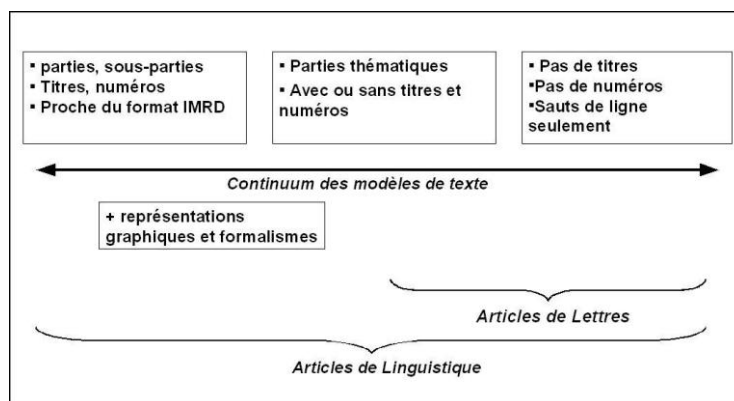 ▪ parties, sous-parties
▪ Titres, numéros
▪ Proche du format IMRD
▪ Parties thématiques
▪ Avec ou sans titres et
numéros
▪ Pas de titres
▪Pas de numéros
▪Sauts de ligne
seulement
Continuum des modèles de texte
+ représentations
graphiques et formalismes
Articles de Lettres
Articles de Linguistique